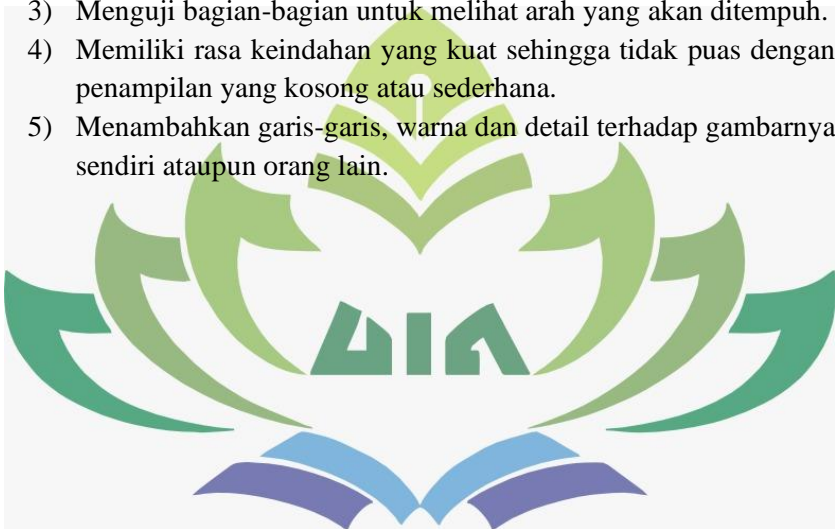 3) Menguji bagian-bagian untuk melihat arah yang akan ditempuh.
4) Memiliki rasa keindahan yang kuat sehingga tidak puas dengan
penampilan yang kosong atau sederhana.
5) Menambahkan garis-garis, warna dan detail terhadap gambarnya
sendiri ataupun orang lain.
UIN